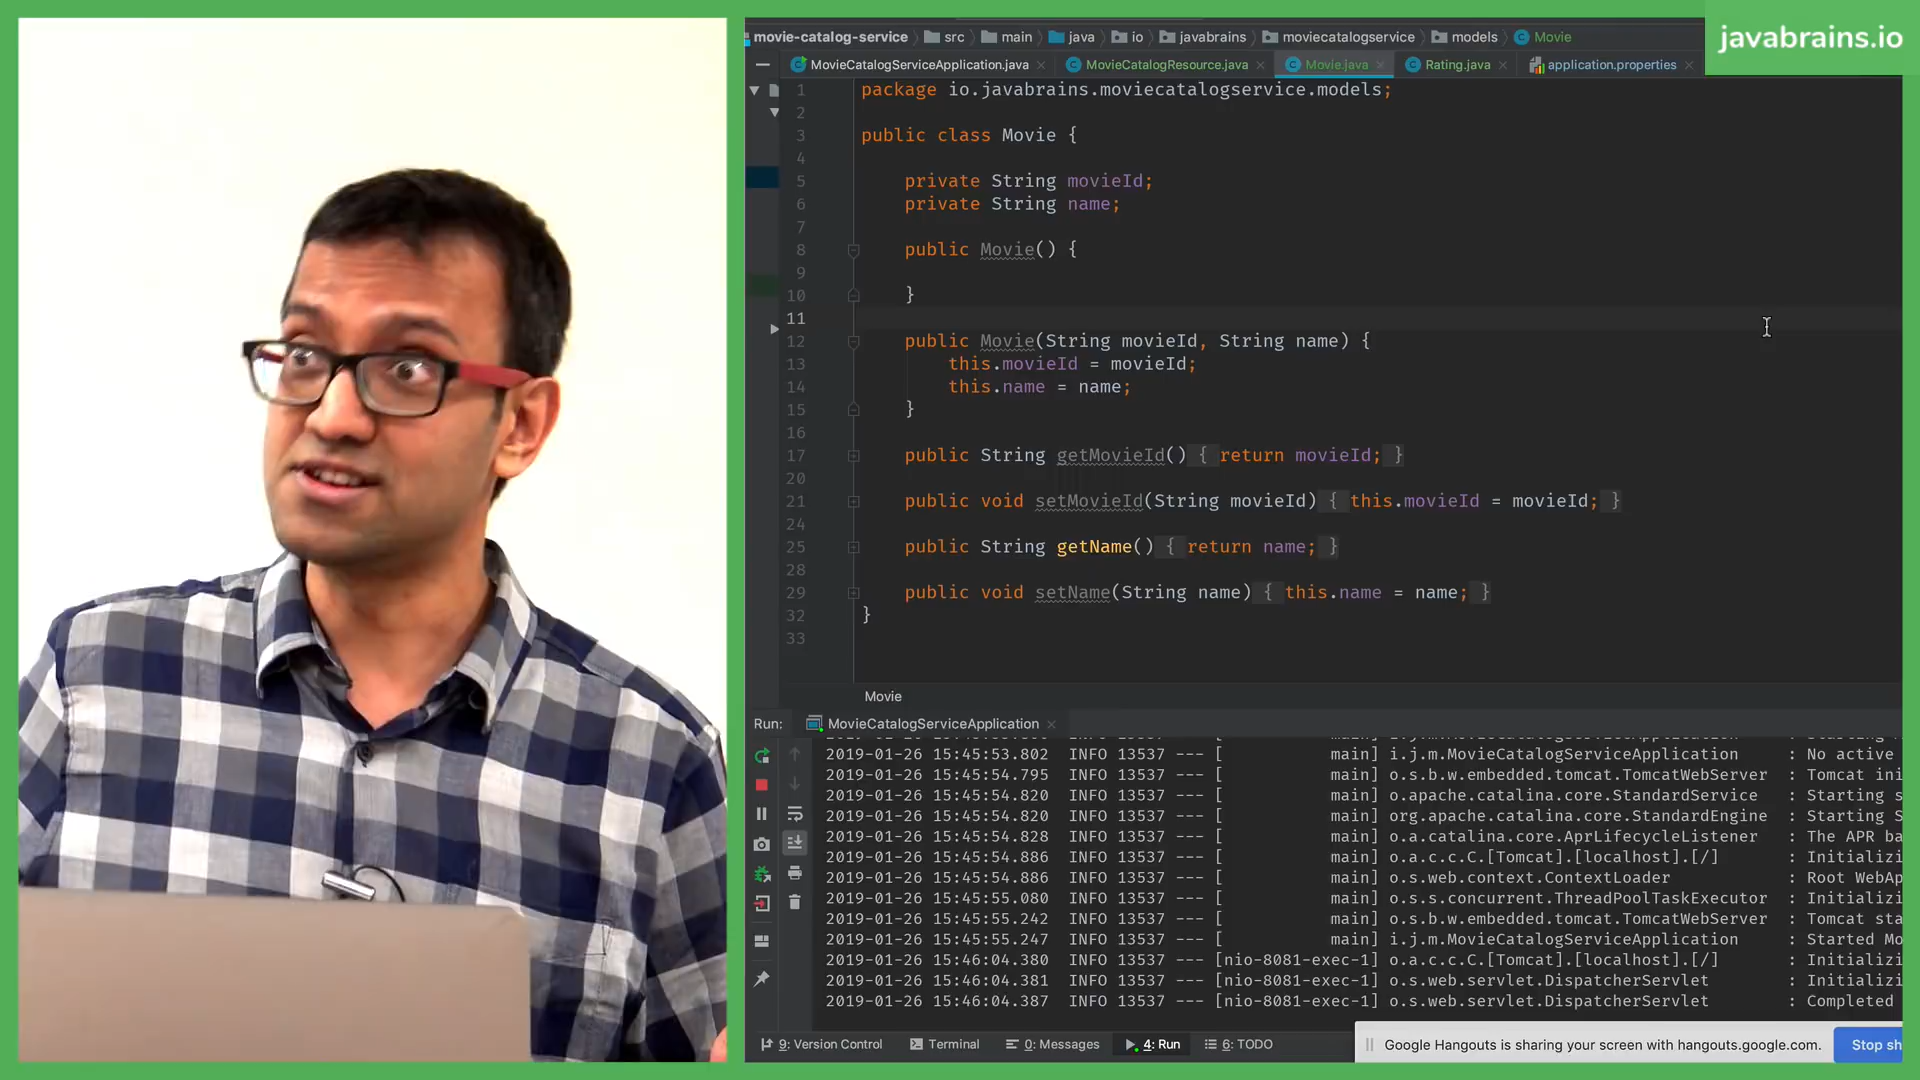 javabrains.io
movie-catalog-service src main java io javabrains moviecatalogservice models Movie
MovieCatalogServiceApplication.java MovieCatalogResource.java Movie.java Rating.java application.properties
1 package io.javabrains.moviecatalogservice.models;
2
3 public class Movie {
4
5 private String movieId;
6 private String name;
7
8 public Movie() {
9
10 }
11
12 public Movie(String movieId, String name) {
13 this.movieId = movieId;
14 this.name = name;
15 }
16
17 public String getMovieId() { return movieId; }
20
21 public void setMovieId(String movieId) { this.movieId = movieId; }
24
25 public String getName() { return name; }
28
29 public void setName(String name) { this.name = name; }
32 }
33
Movie
Run: MovieCatalogServiceApplication
2019-01-26 15:45:53.802 INFO 13537 --- [ main] i.j.m.MovieCatalogServiceApplication : No active
2019-01-26 15:45:54.795 INFO 13537 --- [ main] o.s.b.w.embedded.tomcat.TomcatWebServer : Tomcat ini
2019-01-26 15:45:54.820 INFO 13537 --- [ main] o.apache.catalina.core.StandardService : Starting s
2019-01-26 15:45:54.820 INFO 13537 --- [ main] org.apache.catalina.core.StandardEngine : Starting S
2019-01-26 15:45:54.828 INFO 13537 --- [ main] o.a.catalina.core.AprLifecycleListener : The APR ba
2019-01-26 15:45:54.886 INFO 13537 --- [ main] o.a.c.c.C.[Tomcat].[localhost].[/] : Initializi
2019-01-26 15:45:54.886 INFO 13537 --- [ main] o.s.web.context.ContextLoader : Root WebAp
2019-01-26 15:45:55.080 INFO 13537 --- [ main] o.s.s.concurrent.ThreadPoolTaskExecutor : Initializi
2019-01-26 15:45:55.242 INFO 13537 --- [ main] o.s.b.w.embedded.tomcat.TomcatWebServer : Tomcat sta
2019-01-26 15:45:55.247 INFO 13537 --- [ main] i.j.m.MovieCatalogServiceApplication : Started Mo
2019-01-26 15:46:04.380 INFO 13537 --- [nio-8081-exec-1] o.a.c.c.C.[Tomcat].[localhost].[/] : Initializi
2019-01-26 15:46:04.381 INFO 13537 --- [nio-8081-exec-1] o.s.web.servlet.DispatcherServlet : Initializi
2019-01-26 15:46:04.387 INFO 13537 --- [nio-8081-exec-1] o.s.web.servlet.DispatcherServlet : Completed
9: Version Control Terminal 0: Messages 4: Run 6: TODO
Google Hangouts is sharing your screen with hangouts.google.com. Stop sh